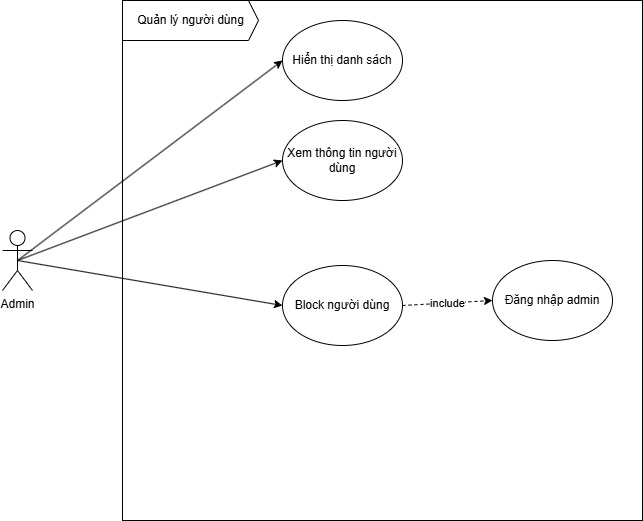 Quản lý người dùng
Hiển thị danh sách
Xem thông tin người
dùng
Admin
Block người dùng
include
Đăng nhập admin